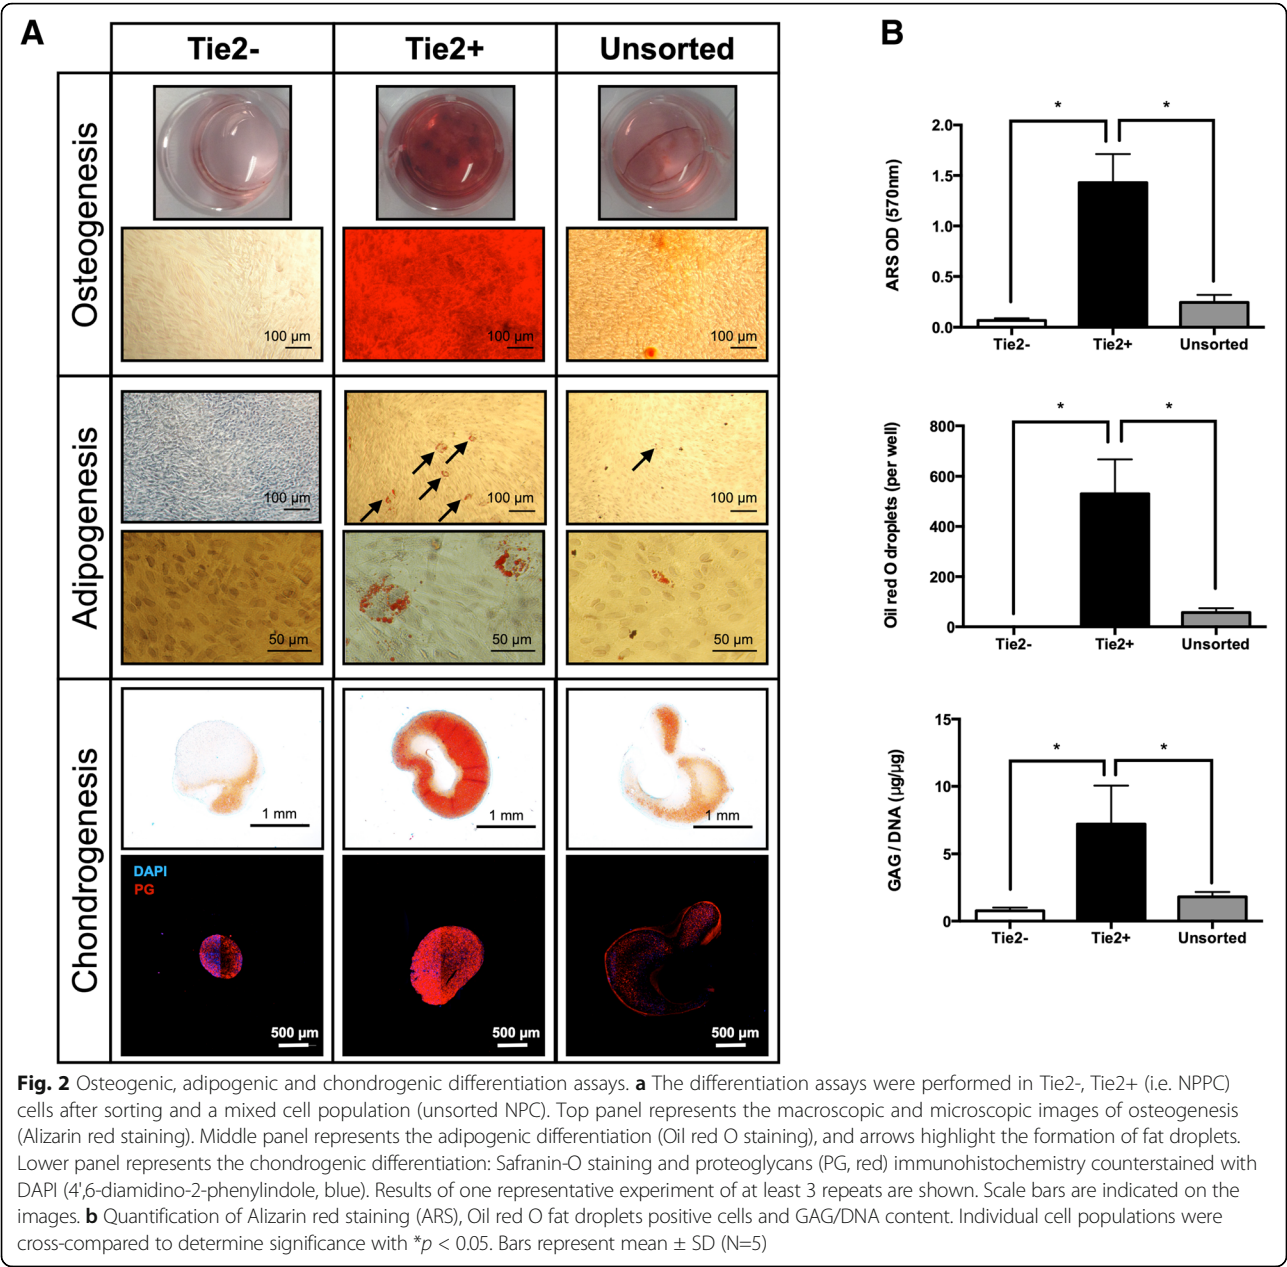 A
Tie2-
Tie2+
Unsorted
Osteogenesis
100 µm
100 µm
100 µm
Adipogenesis
100 µm
100 µm
100 µm
50 µm
50 µm
50 µm
Chondrogenesis
1 mm
1 mm
1 mm
DAPI
PG
500 µm
500 µm
500 µm
B
*
*
ARS OD (570nm)
2.0
1.5
1.0
0.5
0.0
Tie2-
Tie2+
Unsorted
*
*
Oil red O droplets (per well)
800
600
400
200
0
Tie2-
Tie2+
Unsorted
*
*
GAG / DNA (µg/µg)
15
10
5
0
Tie2-
Tie2+
Unsorted
Fig. 2 Osteogenic, adipogenic and chondrogenic differentiation assays. a The differentiation assays were performed in Tie2-, Tie2+ (i.e. NPPC)
cells after sorting and a mixed cell population (unsorted NPC). Top panel represents the macroscopic and microscopic images of osteogenesis
(Alizarin red staining). Middle panel represents the adipogenic differentiation (Oil red O staining), and arrows highlight the formation of fat droplets.
Lower panel represents the chondrogenic differentiation: Safranin-O staining and proteoglycans (PG, red) immunohistochemistry counterstained with
DAPI (4',6-diamidino-2-phenylindole, blue). Results of one representative experiment of at least 3 repeats are shown. Scale bars are indicated on the
images. b Quantification of Alizarin red staining (ARS), Oil red O fat droplets positive cells and GAG/DNA content. Individual cell populations were
cross-compared to determine significance with *p < 0.05. Bars represent mean ± SD (N=5)